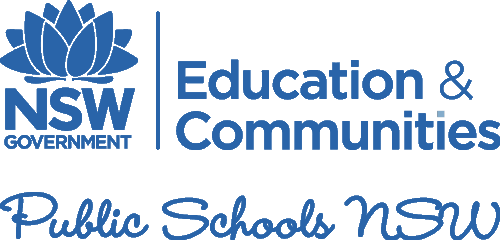 NSW
GOVERNMENT
Education &
Communities
Public Schools NSW